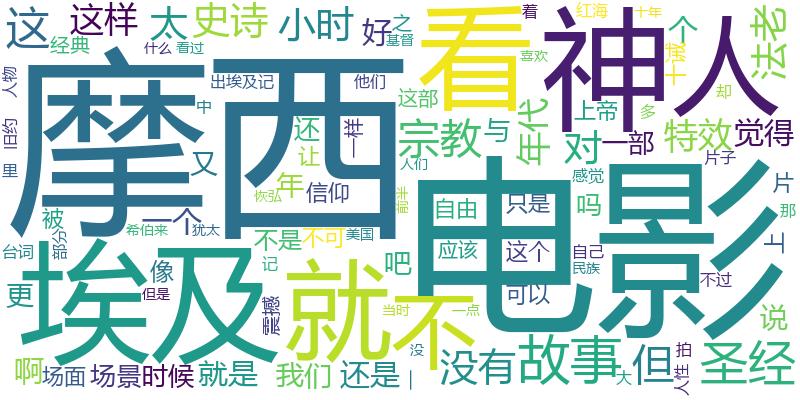 这 这样 太 史诗 小时 好 之 基督 看 着 神 红海 十年 人 个 十诫 法老
经典 什么 看过 喜欢 却 多
人物 摩西 出埃及记 他们 这部 年代 上帝
中 还 一样 宗教 与 对 一部 特效 觉得
旧约 让 人们 片子
里 又 年 信仰 电影 感觉 片
被 一个 恢弘 前半 自由 只是 吗 那
台词 部分 希伯来 犹太 不是 不可 美国 应该 这个 自己 上
埃及 像 记 就 吧 不 可以 民族 不过
更 但是 震撼 当时 一点 说
啊 场面 场景 时候 就是 我们 还是 一 没 没有 故事 大 但 人性 拍 圣经